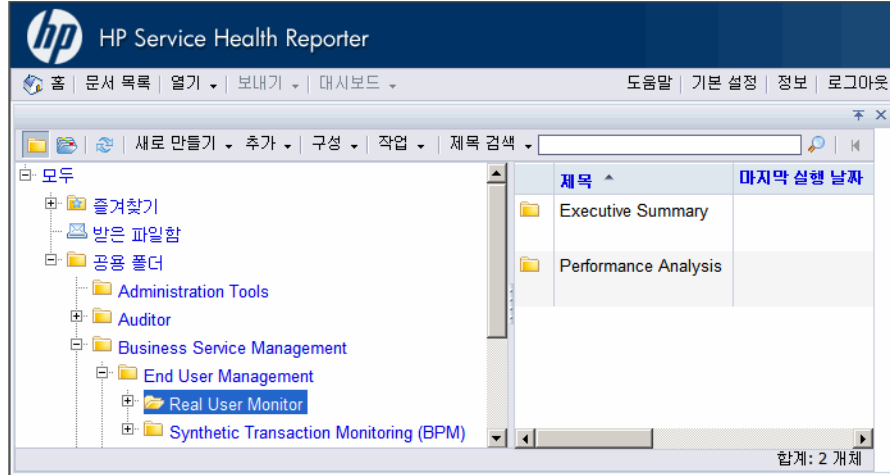 hp HP Service Health Reporter
홈 문서 목록 열기 보내기 대시보드 도움말 기본 설정 정보 로그아웃
새로 만들기 추가 구성 작업 제목 검색
모두
즐겨찾기
받은 파일함
공용 폴더
Administration Tools
Auditor
Business Service Management
End User Management
Real User Monitor
Synthetic Transaction Monitoring (BPM)
제목 마지막 실행 날짜
Executive Summary
Performance Analysis
합계: 2 개체